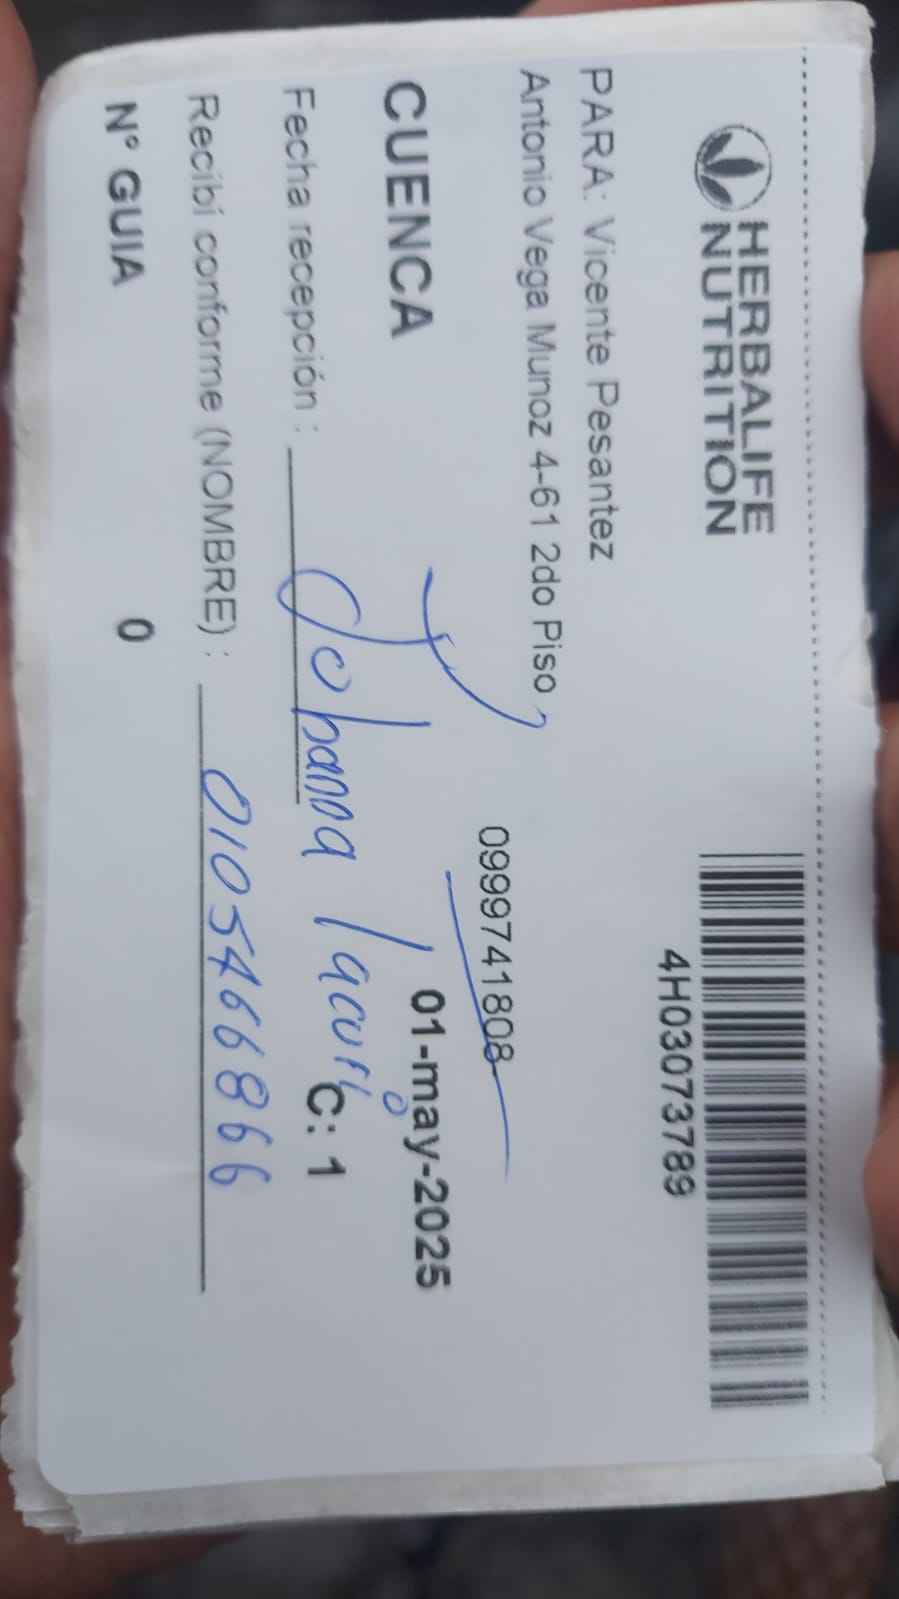 HERBALIFE
NUTRITION
4H03073789
PARA: Vicente Pesantez
Antonio Vega Munoz 4-61 2do Piso
0999741808
CUENCA
01-may-2025
Fecha recepción :
Johanna
C: 1
Recibí conforme (NOMBRE) :
0105466866
N° GUIA
0